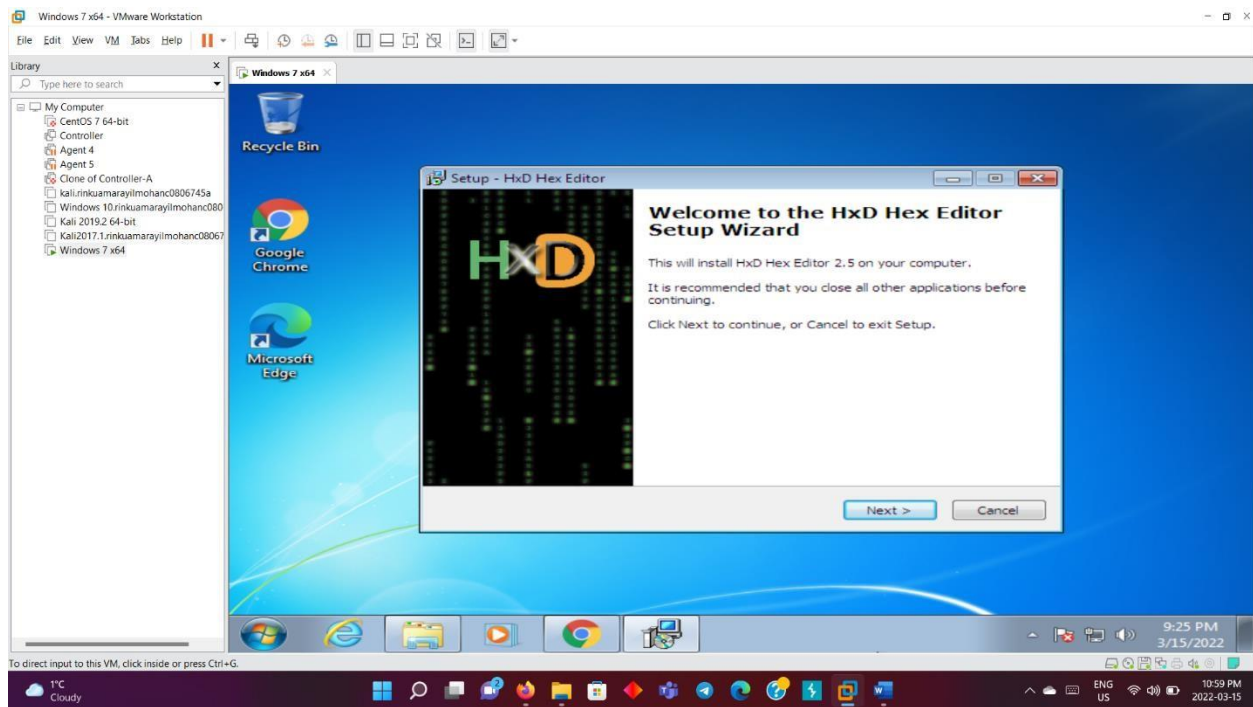 Windows 7 x64 - VMware Workstation
File Edit View VM Tabs Help
Library
Type here to search
My Computer
CentOS 7 64-bit
Controller
Agent 4
Agent 5
Clone of Controller-A
kali.rinkuamarayilmohanc0806745a
Windows 10.rinkuamarayilmohanc080
Kali 2019.2 64-bit
Kali2017.1.rinkuamarayilmohanc08067
Windows 7 x64
Windows 7 x64
Recycle Bin
Google
Chrome
Microsoft
Edge
Setup - HxD Hex Editor
HxD
Welcome to the HxD Hex Editor
Setup Wizard
This will install HxD Hex Editor 2.5 on your computer.
It is recommended that you close all other applications before
continuing.
Click Next to continue, or Cancel to exit Setup.
Next >
Cancel
9:25 PM
3/15/2022
To direct input to this VM, click inside or press Ctrl+G.
1°C
Cloudy
ENG
US
10:59 PM
2022-03-15